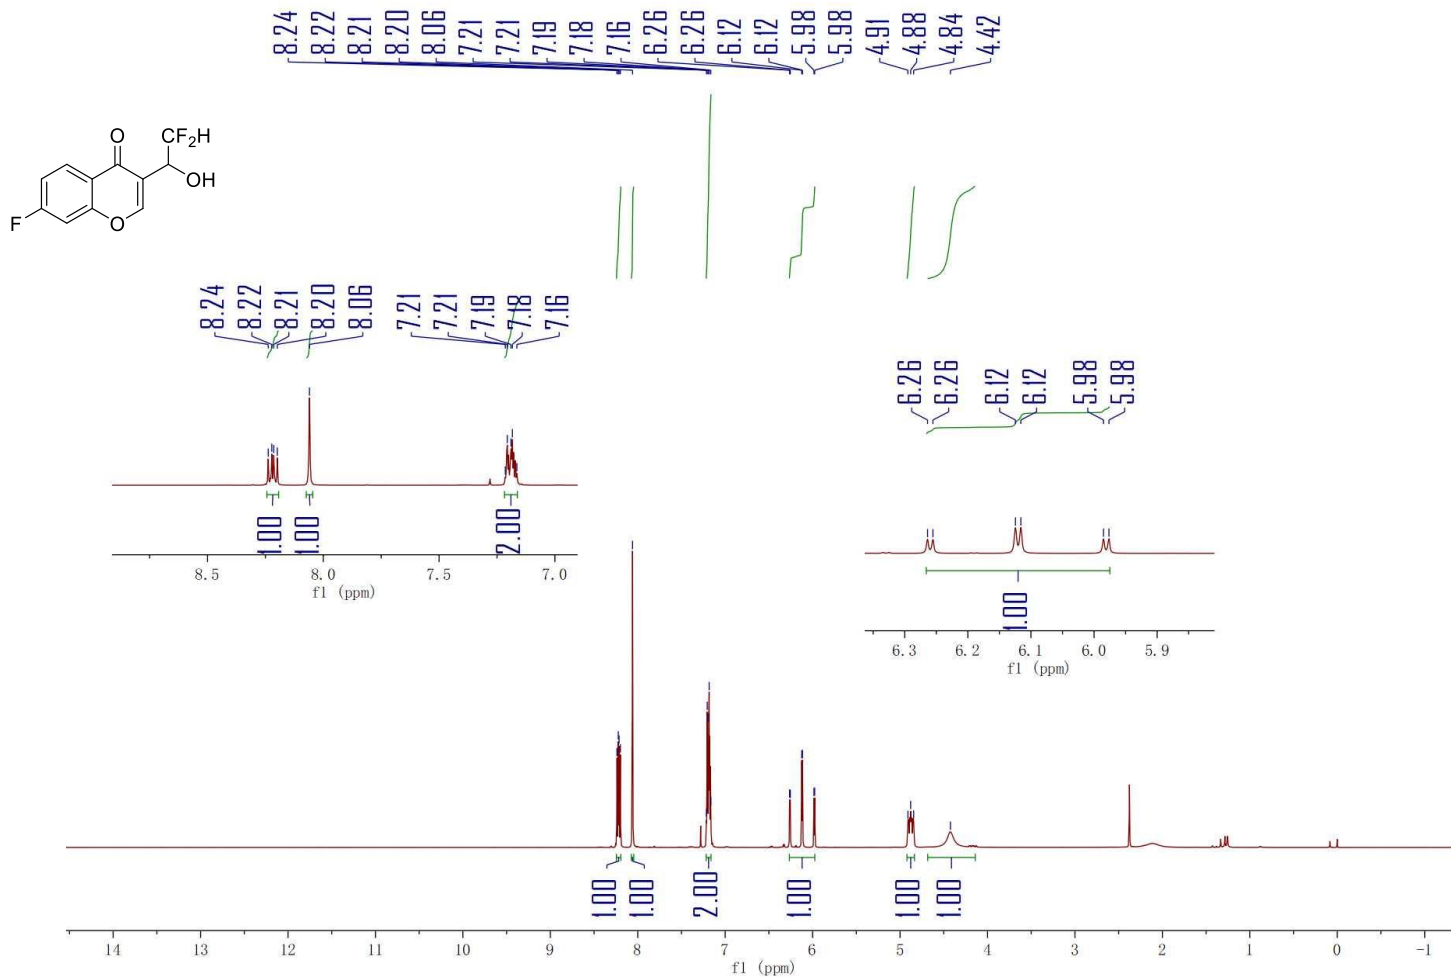 8.24 8.22 8.21 8.20 8.06 7.21 7.21 7.19 7.18 7.16 6.26 6.26 6.12 6.12 5.98 5.98 4.91 4.88 4.84 4.42
O
CF2H
OH
F
O
8.24 8.22 8.21 8.20 8.06 7.21 7.21 7.19 7.18 7.16
1.00 1.00 2.00
8.5 8.0 7.5 7.0
f1 (ppm)
6.26 6.26 6.12 6.12 5.98 5.98
1.00
6.3 6.2 6.1 6.0 5.9
f1 (ppm)
1.00 1.00 2.00 1.00 1.00 1.00
14 13 12 11 10 9 8 7 6 5 4 3 2 1 0 -1
f1 (ppm)